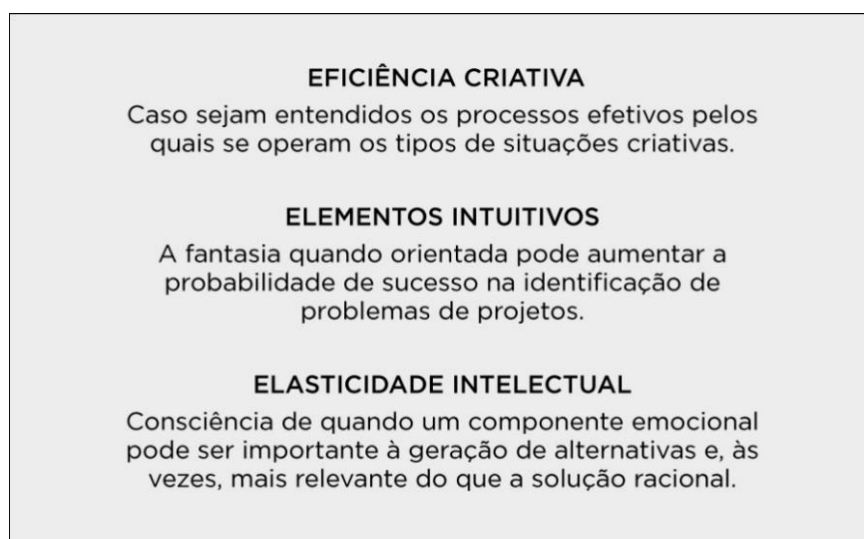 EFICIÊNCIA CRIATIVA
Caso sejam entendidos os processos efetivos pelos
quais se operam os tipos de situações criativas.
ELEMENTOS INTUITIVOS
A fantasia quando orientada pode aumentar a
probabilidade de sucesso na identificação de
problemas de projetos.
ELASTICIDADE INTELECTUAL
Consciência de quando um componente emocional
pode ser importante à geração de alternativas e, às
vezes, mais relevante do que a solução racional.